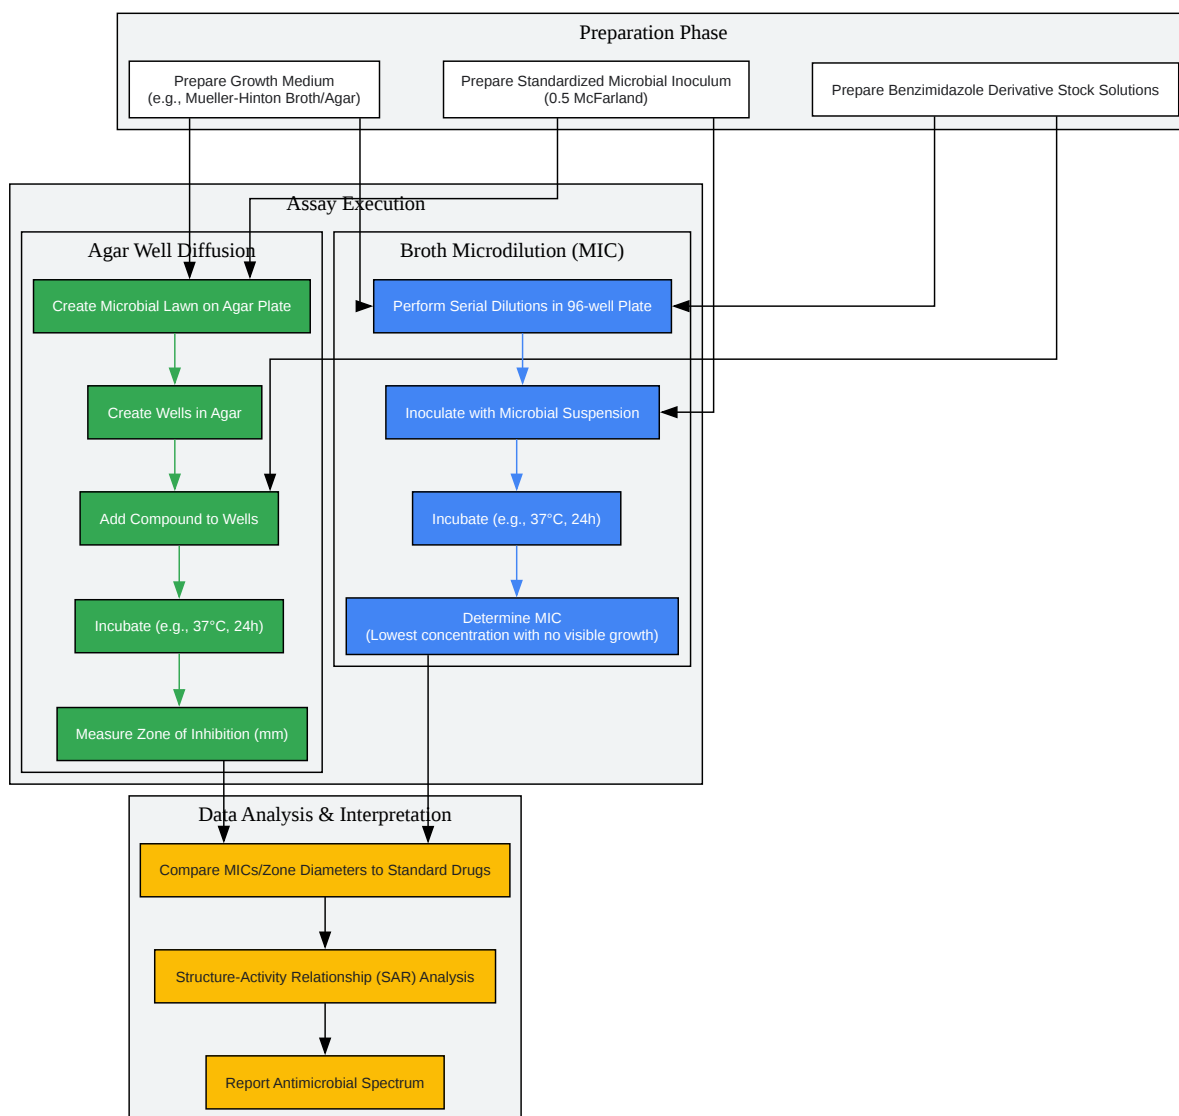 Preparation Phase
Prepare Growth Medium
(e.g., Mueller-Hinton Broth/Agar)
Prepare Standardized Microbial Inoculum
(0.5 McFarland)
Prepare Benzimidazole Derivative Stock Solutions
Assay Execution
Agar Well Diffusion
Create Microbial Lawn on Agar Plate
Create Wells in Agar
Add Compound to Wells
Incubate (e.g., 37°C, 24h)
Measure Zone of Inhibition (mm)
Broth Microdilution (MIC)
Perform Serial Dilutions in 96-well Plate
Inoculate with Microbial Suspension
Incubate (e.g., 37°C, 24h)
Determine MIC
(Lowest concentration with no visible growth)
Data Analysis & Interpretation
Compare MICs/Zone Diameters to Standard Drugs
Structure-Activity Relationship (SAR) Analysis
Report Antimicrobial Spectrum